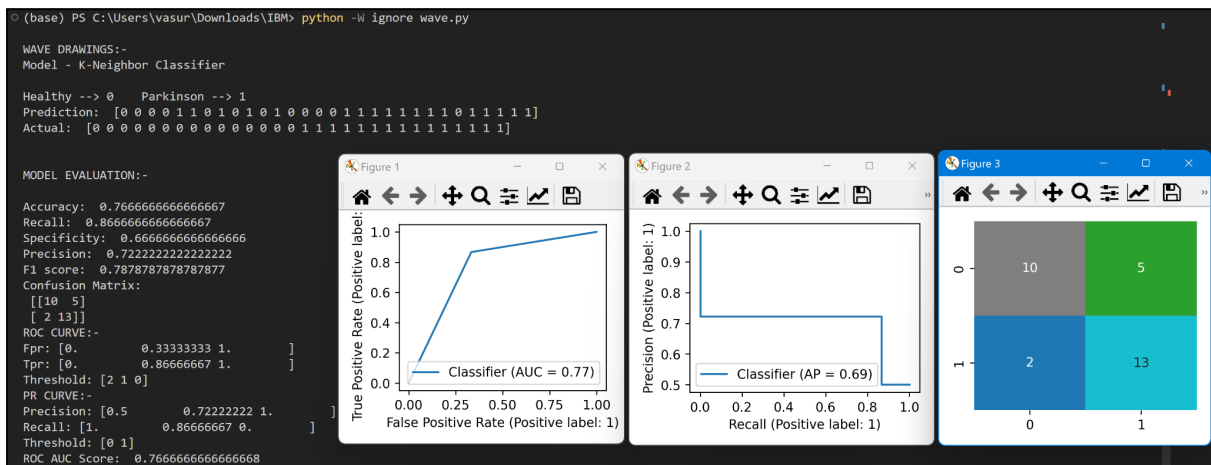 (base) PS C:\Users\vasur\Downloads\IBM> python -W ignore wave.py
WAVE DRAWINGS:-
Model - K-Neighbor Classifier
Healthy --> 0    Parkinson --> 1
Prediction:  [0 0 0 0 1 1 0 1 0 1 0 1 0 0 0 0 1 1 1 1 1 1 1 1 0 1 1 1 1 1]
Actual:  [0 0 0 0 0 0 0 0 0 0 0 0 0 0 0 1 1 1 1 1 1 1 1 1 1 1 1 1 1 1]
MODEL EVALUATION:-
Accuracy:  0.7666666666666667
Recall:  0.8666666666666667
Specificity:  0.6666666666666666
Precision:  0.7222222222222222
F1 score:  0.7878787878787877
Confusion Matrix:
[[10  5]
[ 2 13]]
ROC CURVE:-
Fpr: [0.         0.33333333 1.        ]
Tpr: [0.         0.86666667 1.        ]
Threshold: [2 1 0]
PR CURVE:-
Precision: [0.5        0.72222222 1.        ]
Recall: [1.         0.86666667 0.        ]
Threshold: [0 1]
ROC AUC Score:  0.7666666666666668
Figure 1
True Positive Rate (Positive label:
1.0
0.8
0.6
0.4
0.2
0.0
Classifier (AUC = 0.77)
0.00 0.25 0.50 0.75 1.00
False Positive Rate (Positive label: 1)
Figure 2
Precision (Positive label: 1)
1.0
0.9
0.8
0.7
0.6
0.5
Classifier (AP = 0.69)
0.0 0.2 0.4 0.6 0.8 1.0
Recall (Positive label: 1)
Figure 3
0 10 5
1 2 13
0 1